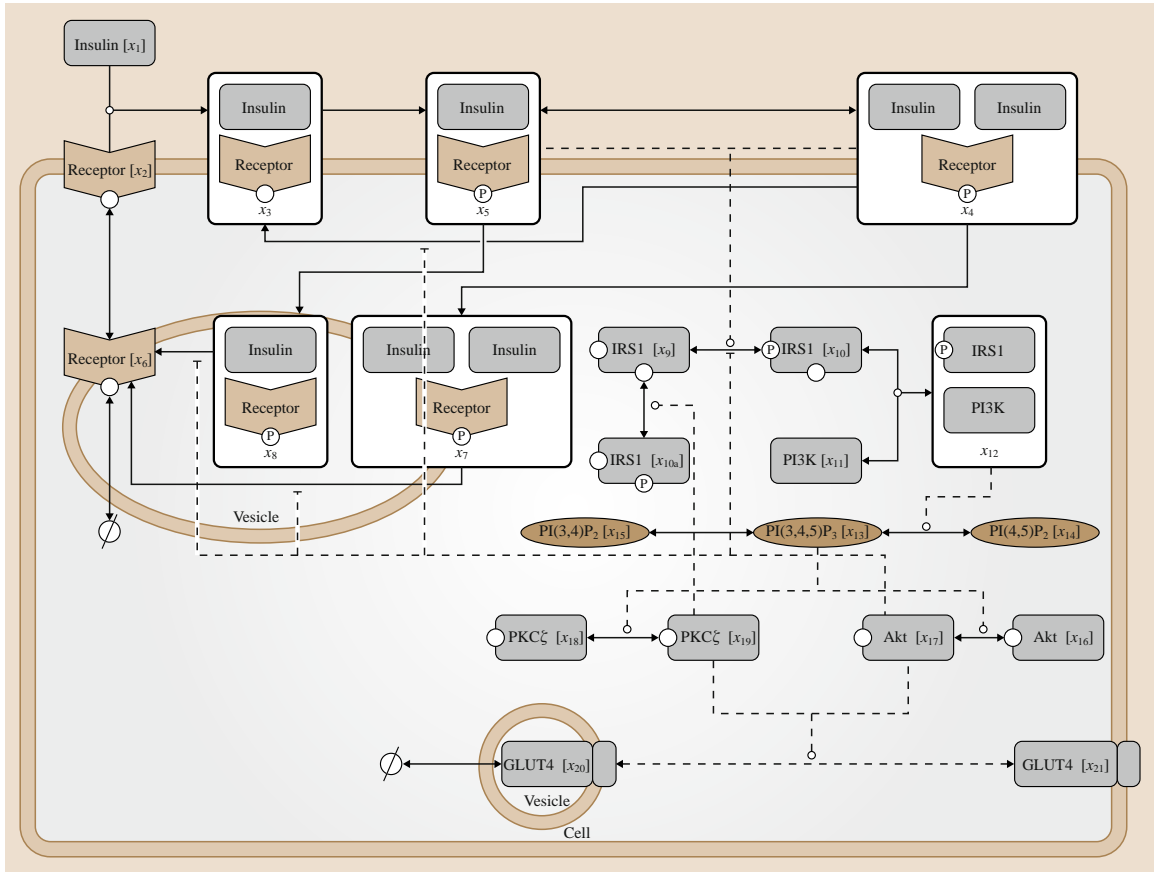 Insulin [x1]
Insulin
Insulin
Insulin
Insulin
Receptor [x2]
Receptor
Receptor
Receptor
P
P
x3
x5
x4
Receptor [x6]
Insulin
Insulin
Insulin
Receptor
Receptor
P
P
x8
x7
Vesicle
IRS1 [x9]
P
IRS1 [x10]
P
IRS1
PI3K
x12
IRS1 [x10a]
P
PI3K [x11]
PI(3,4)P2 [x15]
PI(3,4,5)P3 [x13]
PI(4,5)P2 [x14]
PKCζ [x18]
PKCζ [x19]
Akt [x17]
Akt [x16]
GLUT4 [x20]
GLUT4 [x21]
Vesicle
Cell